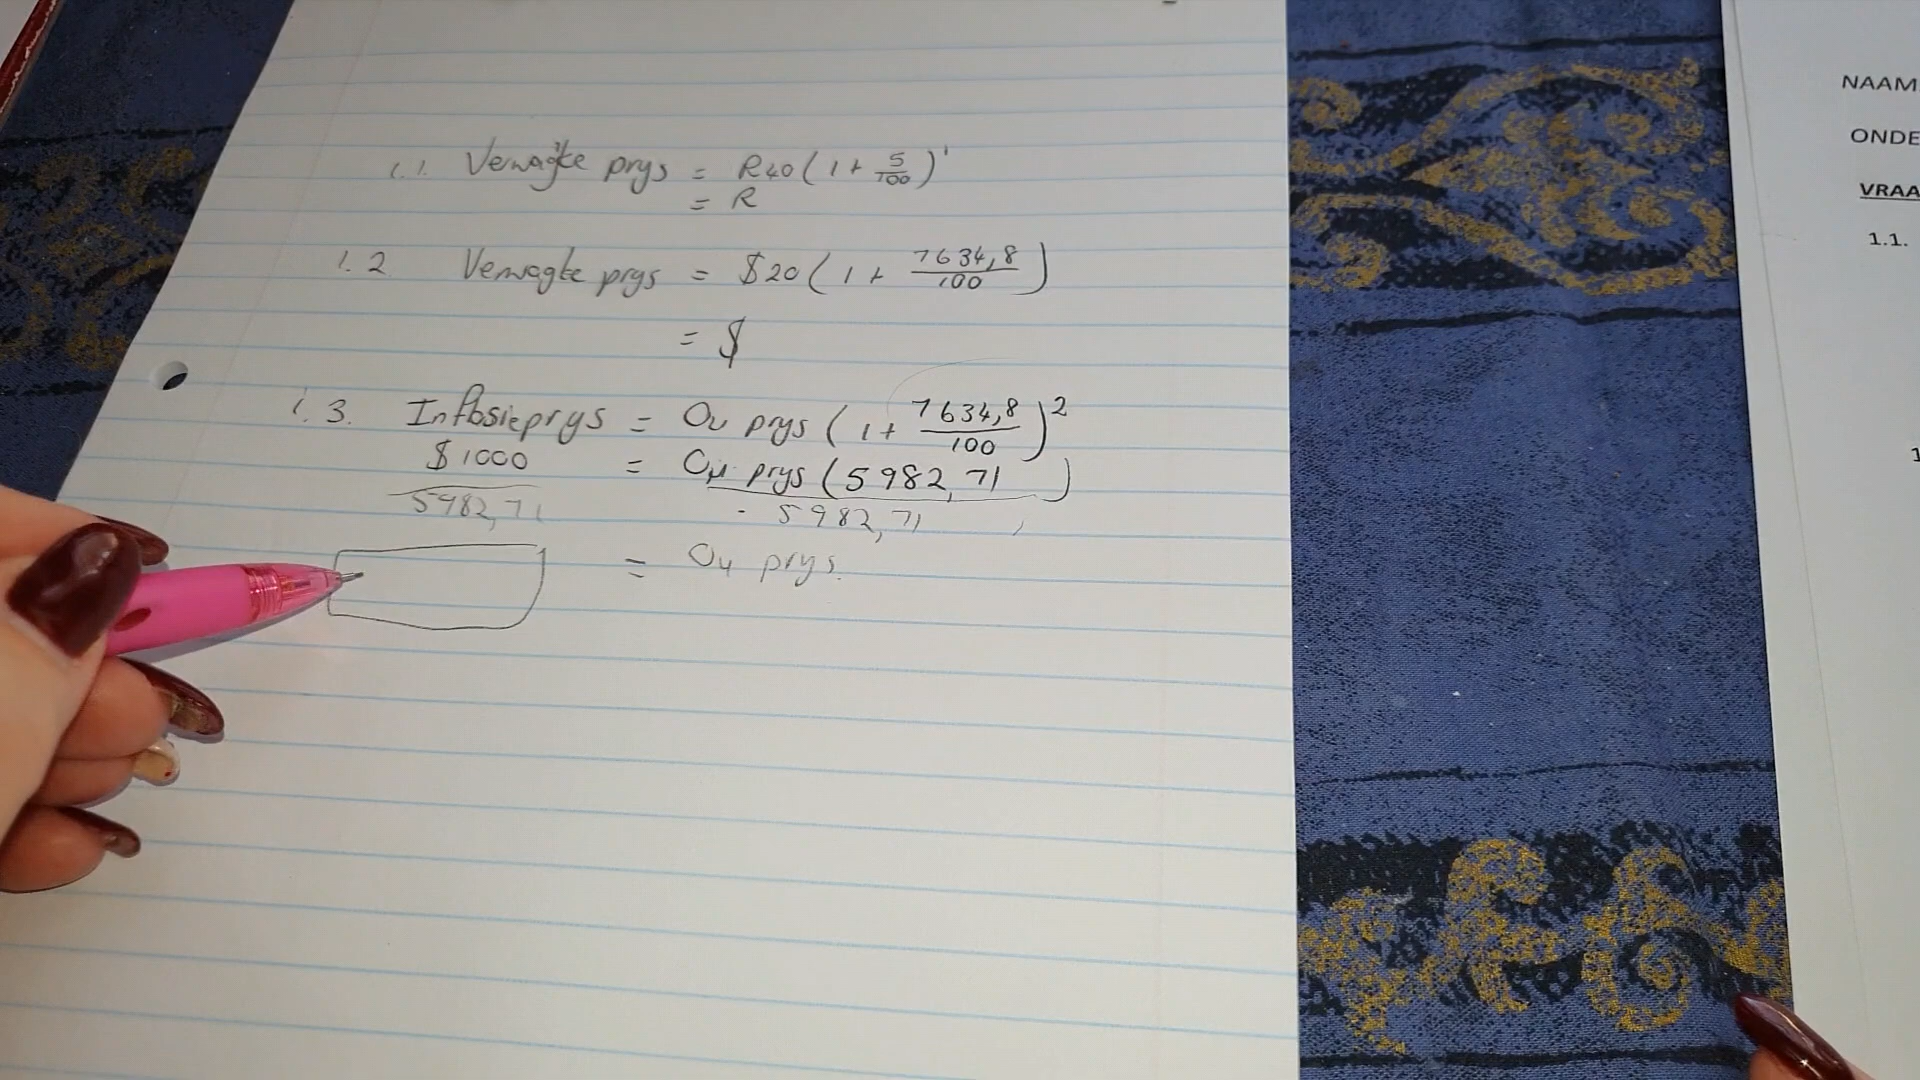 1.1. Verwagte prys = R40(1 + 5/100)¹
= R
1.2 Verwagte prys = $20(1 + 7634,8/100)
= $
1.3. Inflasieprys = Ou prys (1 + 7634,8/100)²
$1000 = Ou prys (5982,71)
5982,71 5982,71
= Ou prys.
NAAM
ONDE
VRAA
1.1.
1